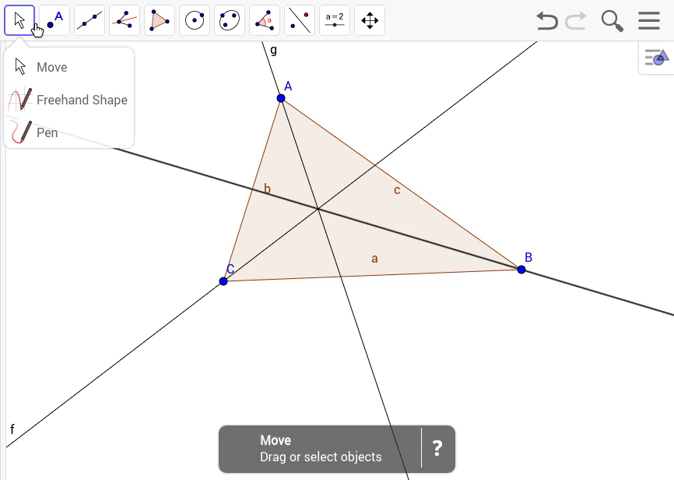 A
a=2
g
Move
Freehand Shape
Pen
A
b
c
a
B
C
f
Move
Drag or select objects
?